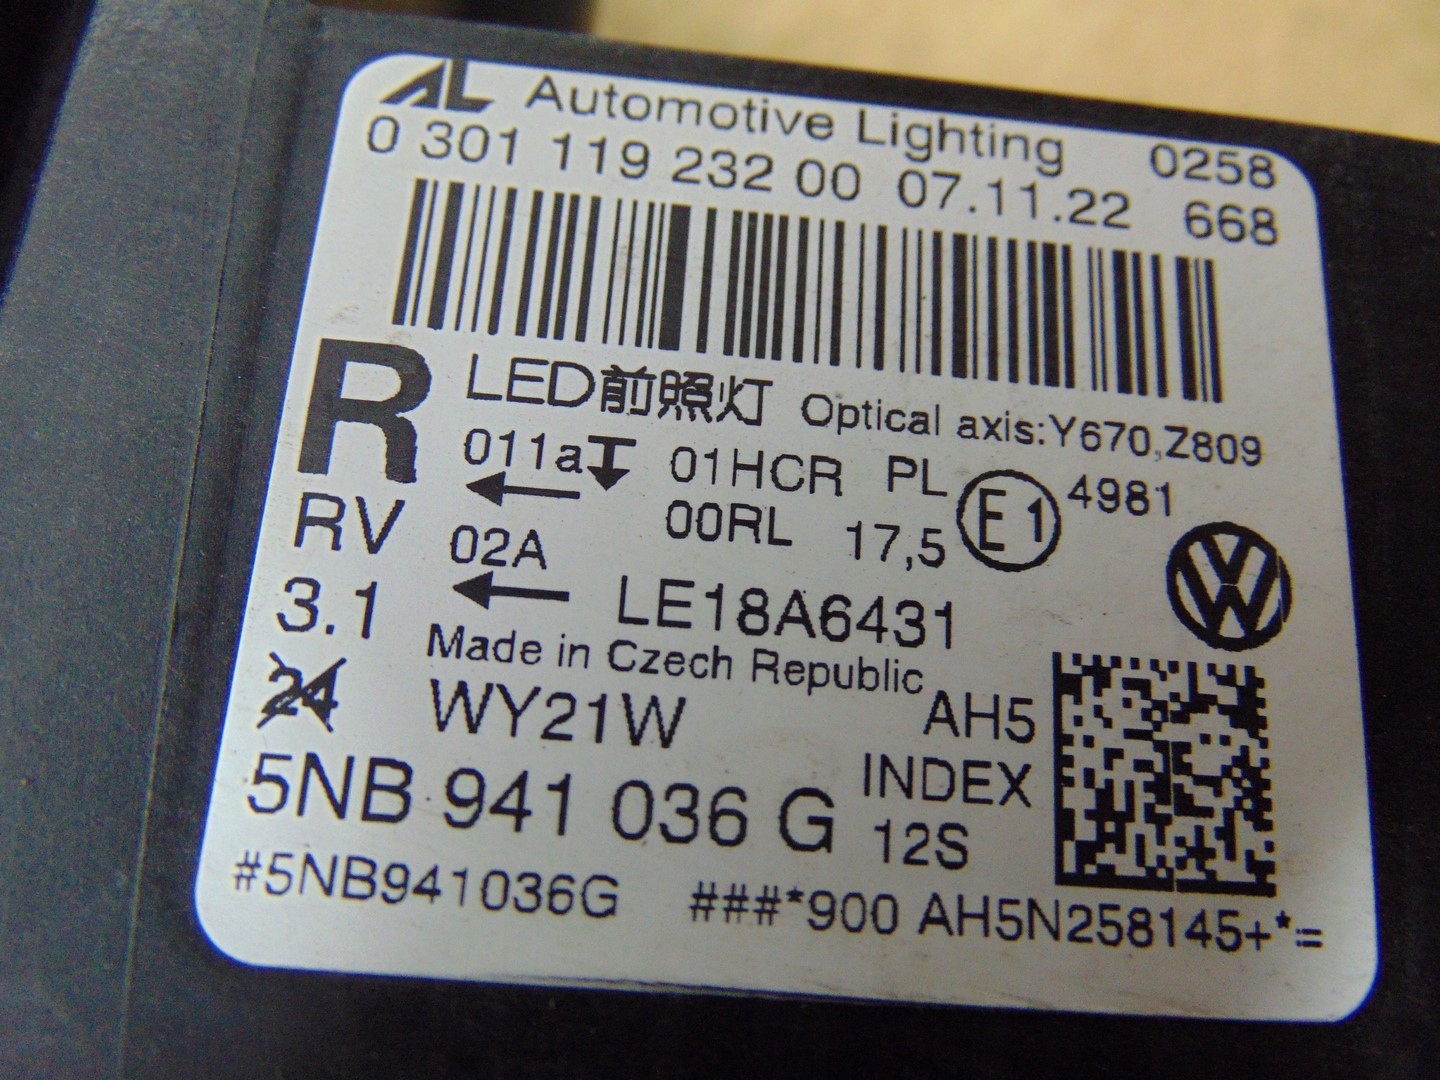 AL Automotive Lighting 0258
0 301 119 232 00 07.11.22 668
R LED前照灯 Optical axis:Y670,Z809
011a 01HCR PL E1 4981
RV 02A 00RL 17,5
3.1 LE18A6431
Made in Czech Republic
24 WY21W AH5
5NB 941 036 G INDEX
12S
#5NB941036G ###*900 AH5N258145+*=